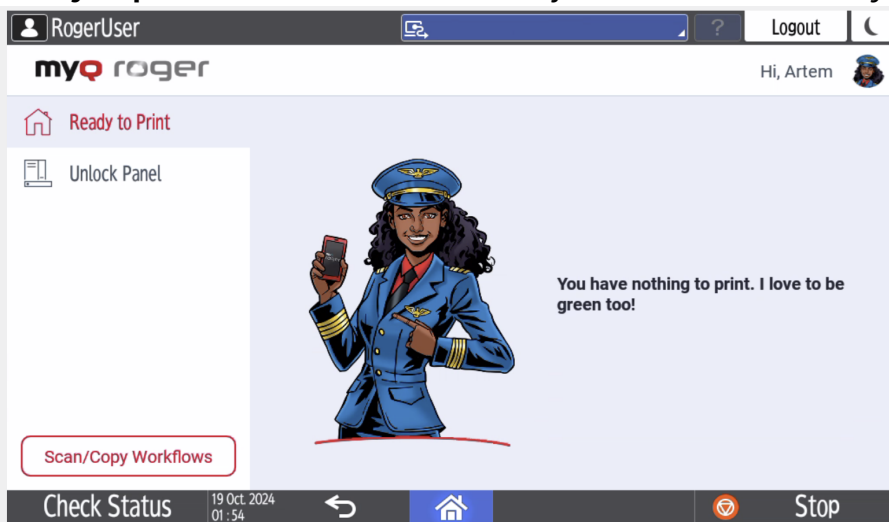 RogerUser
?
Logout
myQ roger
Hi, Artem
Ready to Print
Unlock Panel
You have nothing to print. I love to be
green too!
Scan/Copy Workflows
Check Status
19 Oct. 2024
01 : 54
Stop